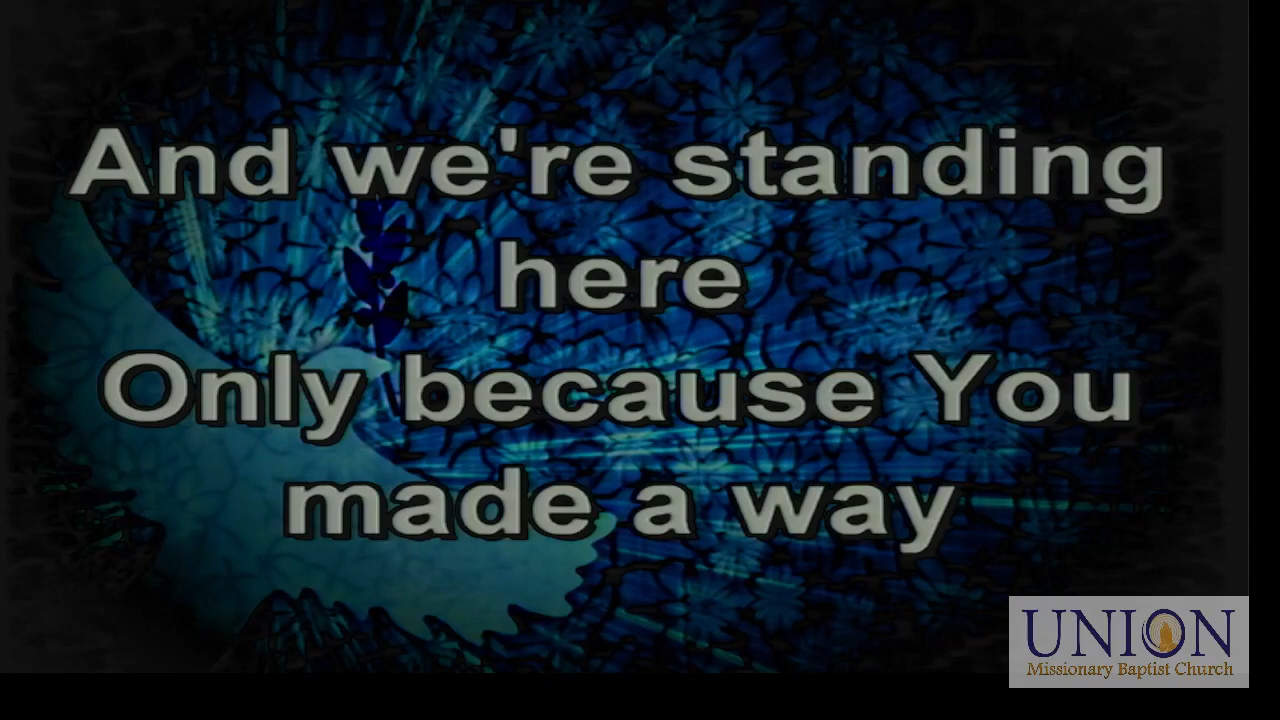 And we're standing
here
Only because You
made a way
UNION
Missionary Baptist Church